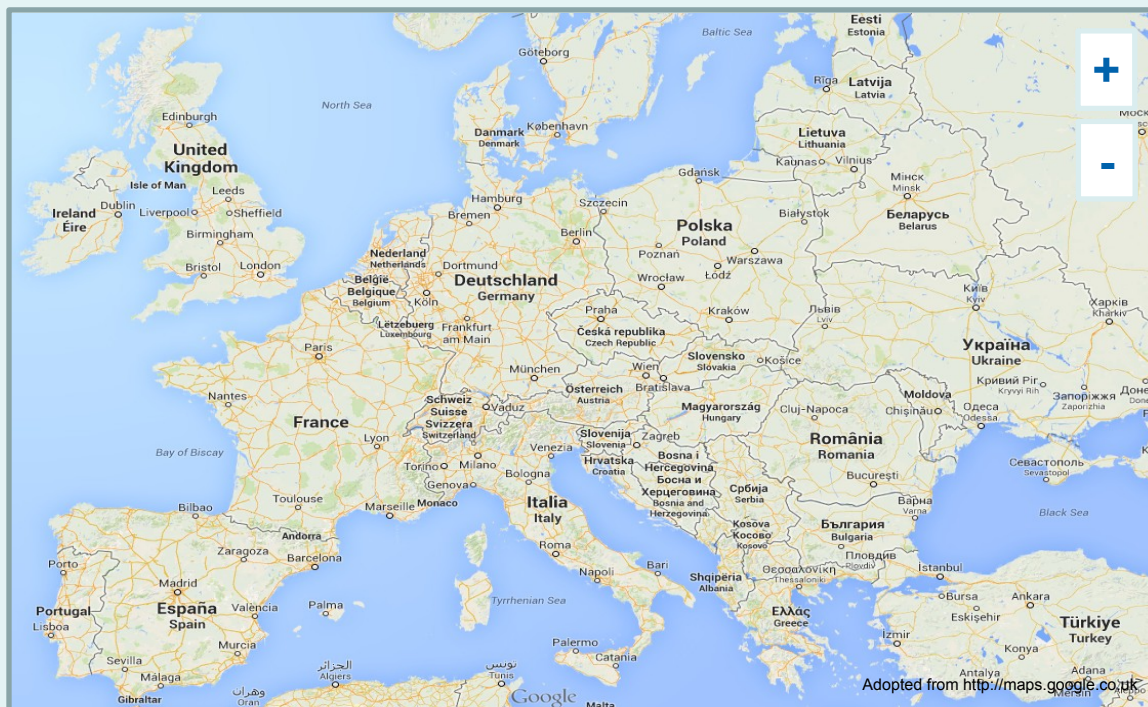 Eesti
Estonia
Baltic Sea
Göteborg
+
Rīga
Latvija
Latvia
North Sea
Edinburgh
Danmark
Denmark
København
Lietuva
Lithuania
United
Kingdom
Kaunas
Vilnius
-
Isle of Man
Gdańsk
Мінск
Minsk
Leeds
Hamburg
Szczecin
Dublin
Ireland
Éire
Liverpool
Sheffield
Bremen
Polska
Poland
Białystok
Беларусь
Belarus
Birmingham
Berlin
Poznań
Warszawa
Nederland
Netherlands
Bristol
London
Dortmund
Deutschland
Germany
Wrocław
Łódź
België
Belgique
Belgium
Köln
Київ
Kyiv
Praha
Kraków
Львів
Lviv
Харків
Kharkiv
Lëtzebuerg
Luxembourg
Frankfurt
am Main
Česká republika
Czech Republic
Україна
Ukraine
Paris
Slovensko
Slovakia
Košice
München
Wien
Bratislava
Кривий Ріг
Kryvyi Rih
Запоріжжя
Zaporizhia
Österreich
Austria
Nantes
Schweiz
Suisse
Svizzera
Switzerland
Vaduz
Magyarország
Hungary
Cluj-Napoca
Moldova
Chișinău
Одеса
Odessa
France
Lyon
Slovenija
Slovenia
Zagreb
România
Romania
Bay of Biscay
Torino
Milano
Venezia
Hrvatska
Croatia
Bosna i
Hercegovina
Босна и
Херцеговина
Bosnia and
Herzegovina
Севастополь
Sevastopol
Genova
Bologna
București
Србија
Serbia
Toulouse
Marseille
Monaco
Italia
Italy
Варна
Varna
Black Sea
Bilbao
Andorra
Kosova
Косово
Kosovo
България
Bulgaria
Zaragoza
Barcelona
Roma
Пловдив
Plovdiv
Porto
Madrid
Napoli
Bari
Shqipëria
Albania
Θεσσαλονίκη
Thessaloniki
İstanbul
Bursa
Ankara
Portugal
Lisboa
España
Spain
Valencia
Palma
Tyrrhenian Sea
Ελλάς
Greece
Eskişehir
Türkiye
Turkey
İzmir
Murcia
Palermo
Konya
Sevilla
Catania
Antalya
Adana
Málaga
الجزائر
Algiers
تونس
Tunis
Mersin
Gibraltar
وهران
Oran
Google
Malta
Adopted from http://maps.google.co.uk